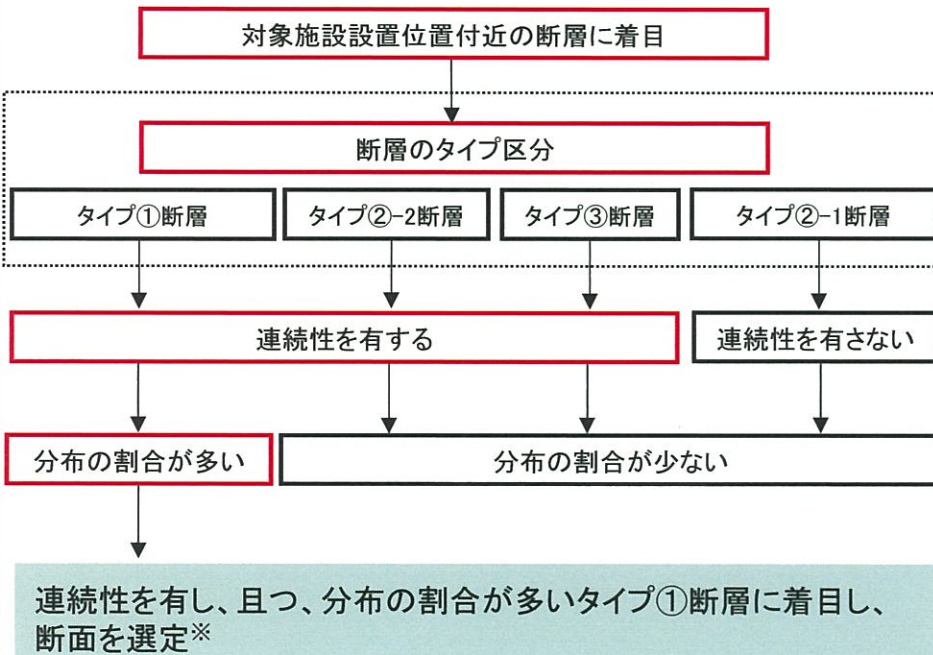 対象施設設置位置付近の断層に着目
断層のタイプ区分
タイプ①断層
タイプ②-2断層
タイプ③断層
タイプ②-1断層
連続性を有する
連続性を有さない
分布の割合が多い
分布の割合が少ない
連続性を有し、且つ、分布の割合が多いタイプ①断層に着目し、
断面を選定※